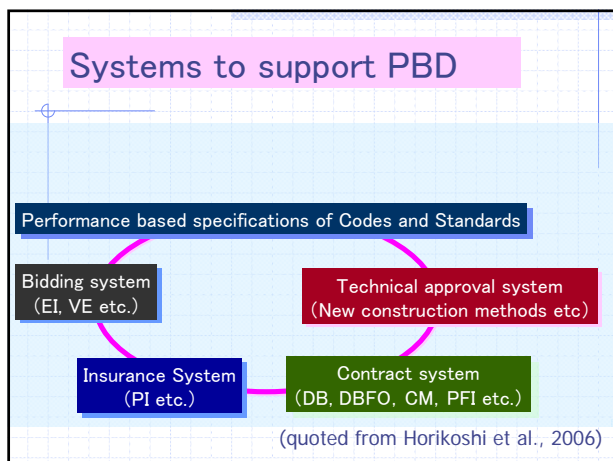 Systems to support PBD
Performance based specifications of Codes and Standards
Bidding system
(EI, VE etc.)
Technical approval system
(New construction methods etc)
Insurance System
(PI etc.)
Contract system
(DB, DBFO, CM, PFI etc.)
(quoted from Horikoshi et al., 2006)